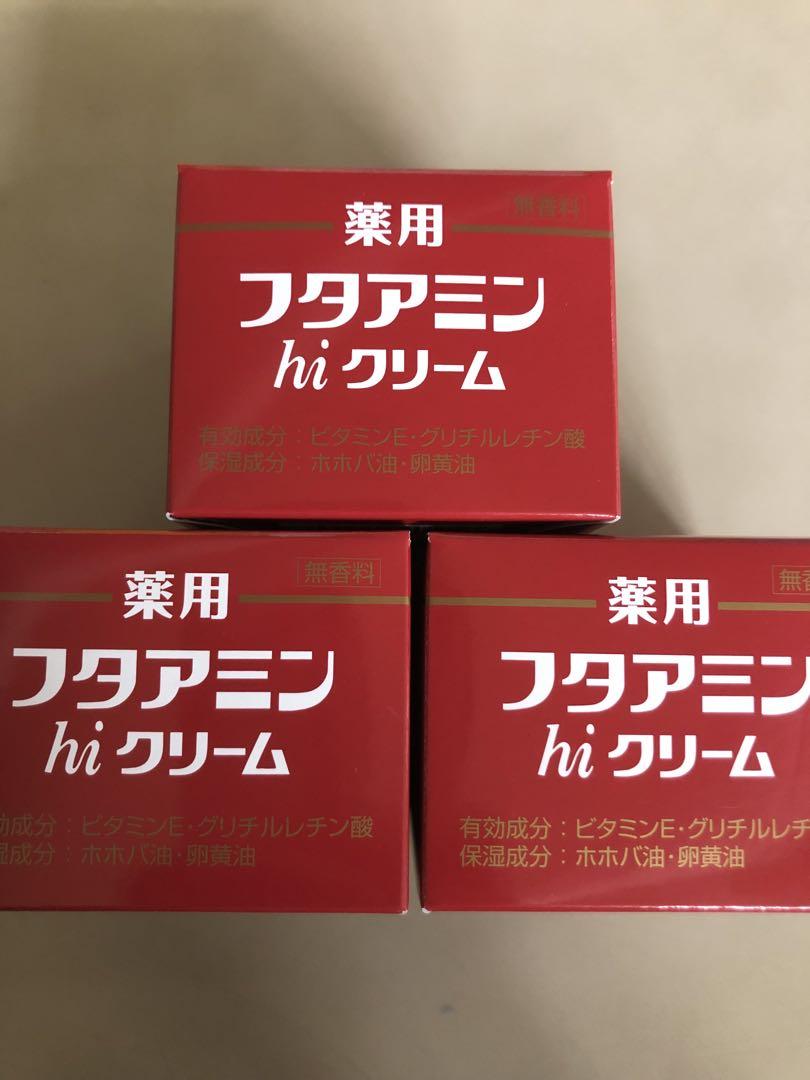 無香料
薬用
フタアミン
hi クリーム
有効成分：ビタミンE・グリチルレチン酸
保湿成分：ホホバ油・卵黄油
無香料
薬用
フタアミン
hi クリーム
効成分：ビタミンE・グリチルレチン酸
湿成分：ホホバ油・卵黄油
無香
薬用
フタアミン
hi クリーム
有効成分：ビタミンE・グリチルレチ
保湿成分：ホホバ油・卵黄油